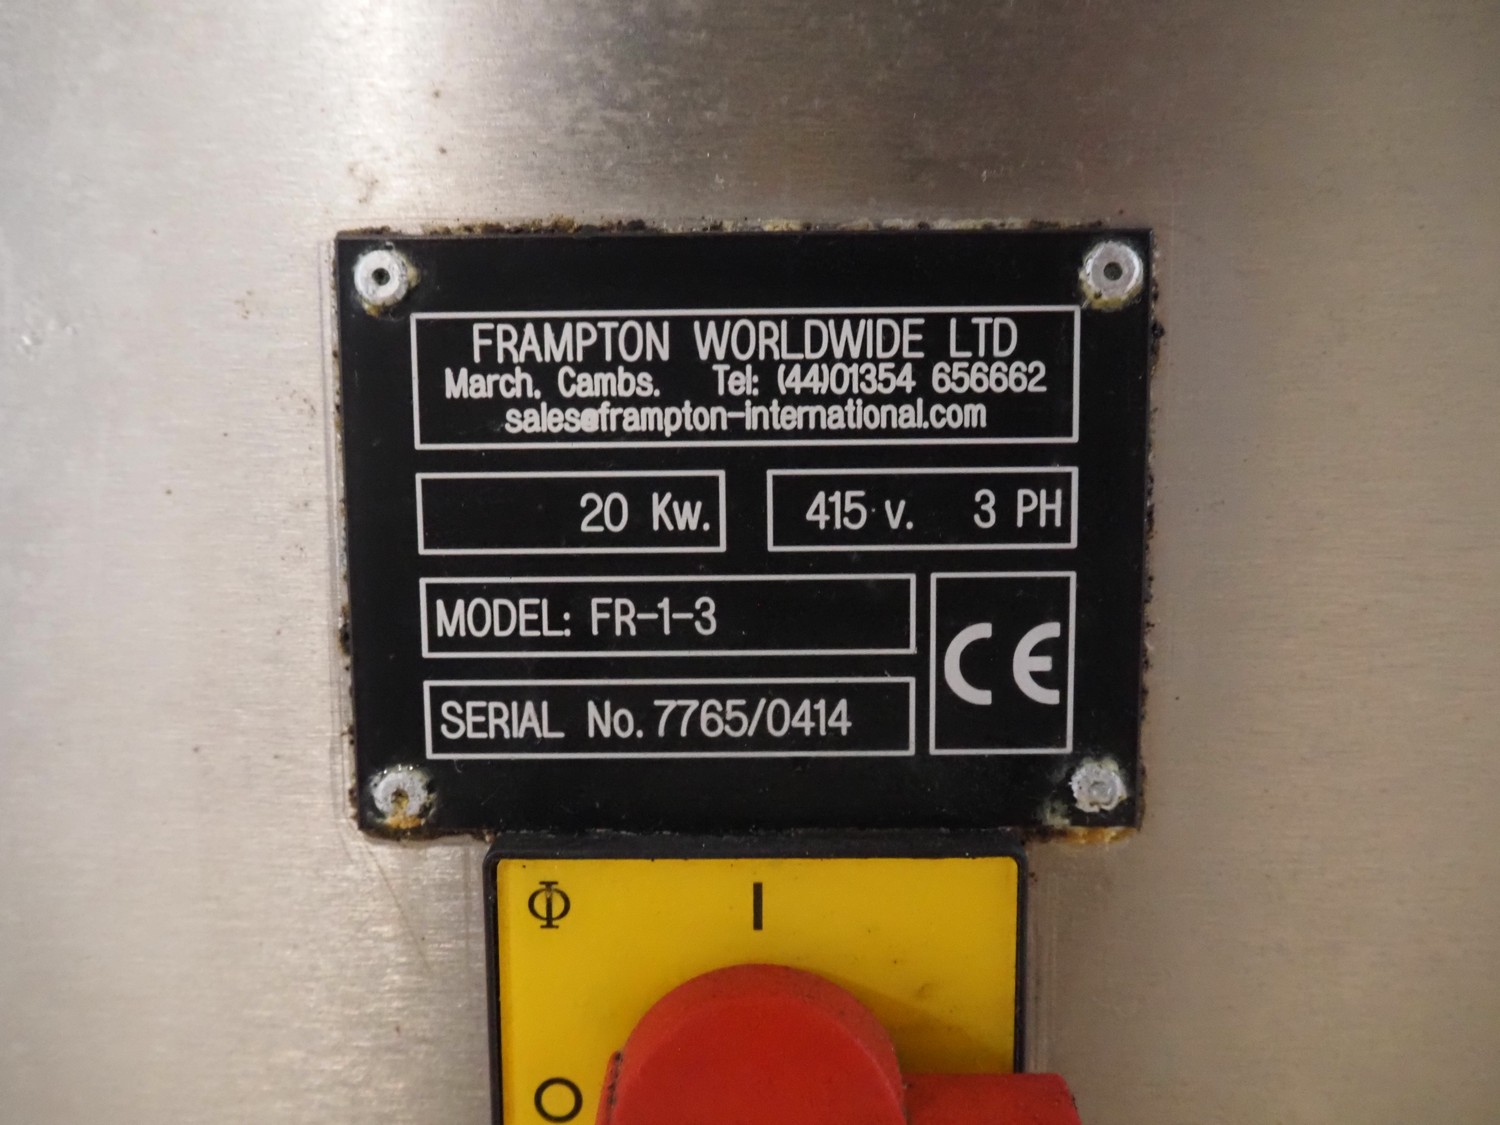 FRAMPTON WORLDWIDE LTD
March. Cambs. Tel: (44)01354 656662
sales@frampton-international.com
20 Kw.
415 v. 3 PH
MODEL: FR-1-3
SERIAL No. 7765/0414
CE
I
O